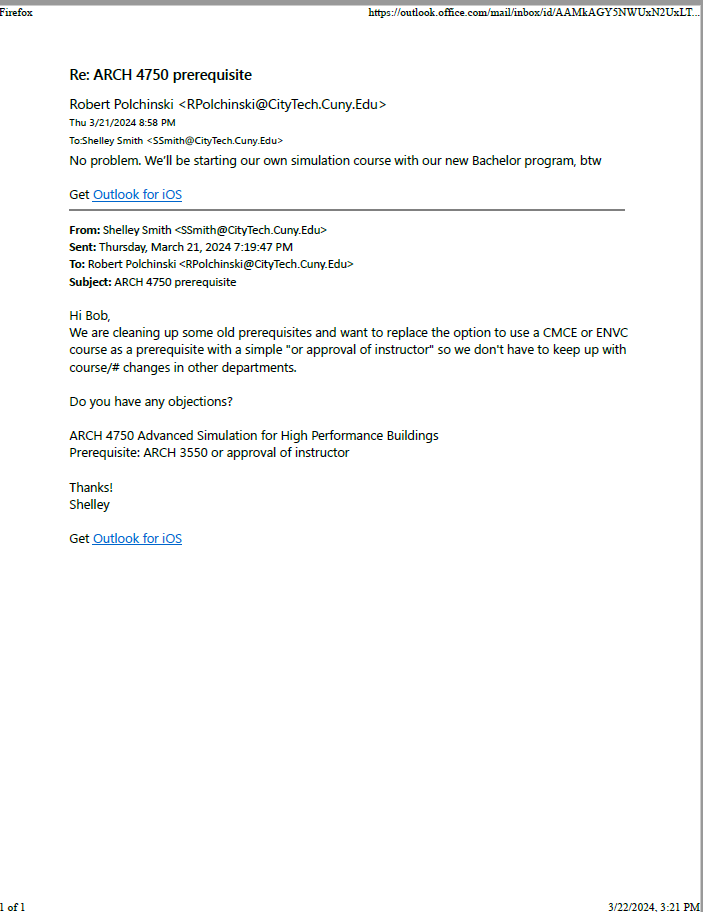 Firefox
https://outlook.office.com/mail/inbox/id/AAMkAGY5NWUxN2UxLT...
Re: ARCH 4750 prerequisite
Robert Polchinski <RPolchinski@CityTech.Cuny.Edu>
Thu 3/21/2024 8:58 PM
To:Shelley Smith <SSmith@CityTech.Cuny.Edu>
No problem. We'll be starting our own simulation course with our new Bachelor program, btw
Get Outlook for iOS
From: Shelley Smith <SSmith@CityTech.Cuny.Edu>
Sent: Thursday, March 21, 2024 7:19:47 PM
To: Robert Polchinski <RPolchinski@CityTech.Cuny.Edu>
Subject: ARCH 4750 prerequisite
Hi Bob,
We are cleaning up some old prerequisites and want to replace the option to use a CMCE or ENVC
course as a prerequisite with a simple "or approval of instructor" so we don't have to keep up with
course/# changes in other departments.
Do you have any objections?
ARCH 4750 Advanced Simulation for High Performance Buildings
Prerequisite: ARCH 3550 or approval of instructor
Thanks!
Shelley
Get Outlook for iOS
1 of 1
3/22/2024, 3:21 PM